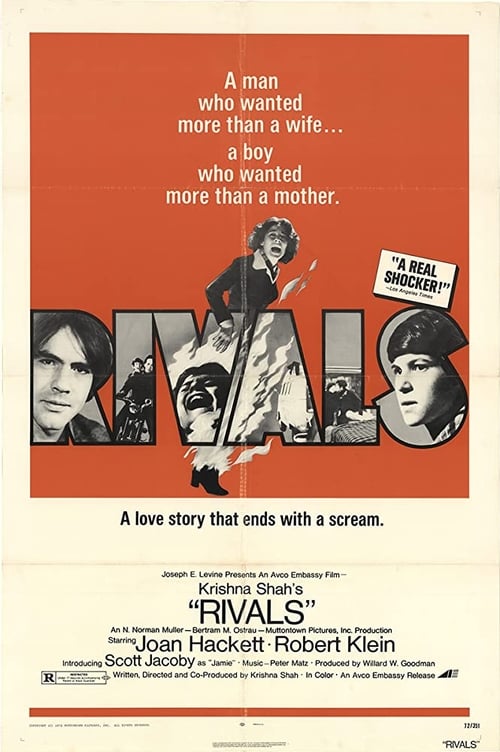 A man
who wanted
more than a wife...
a boy
who wanted
more than a mother.
"A REAL
SHOCKER!"
—Los Angeles Times
RIVALS
A love story that ends with a scream.
Joseph E. Levine Presents An Avco Embassy Film—
Krishna Shah's
"RIVALS"
An N. Norman Muller — Bertram M. Ostrau — Muttontown Pictures, Inc. Production
Starring Joan Hackett · Robert Klein
Introducing Scott Jacoby as "Jamie" · Music – Peter Matz · Produced by Willard W. Goodman
R RESTRICTED Written, Directed and Co-Produced by Krishna Shah · In Color · An Avco Embassy Release
72/351
"RIVALS"